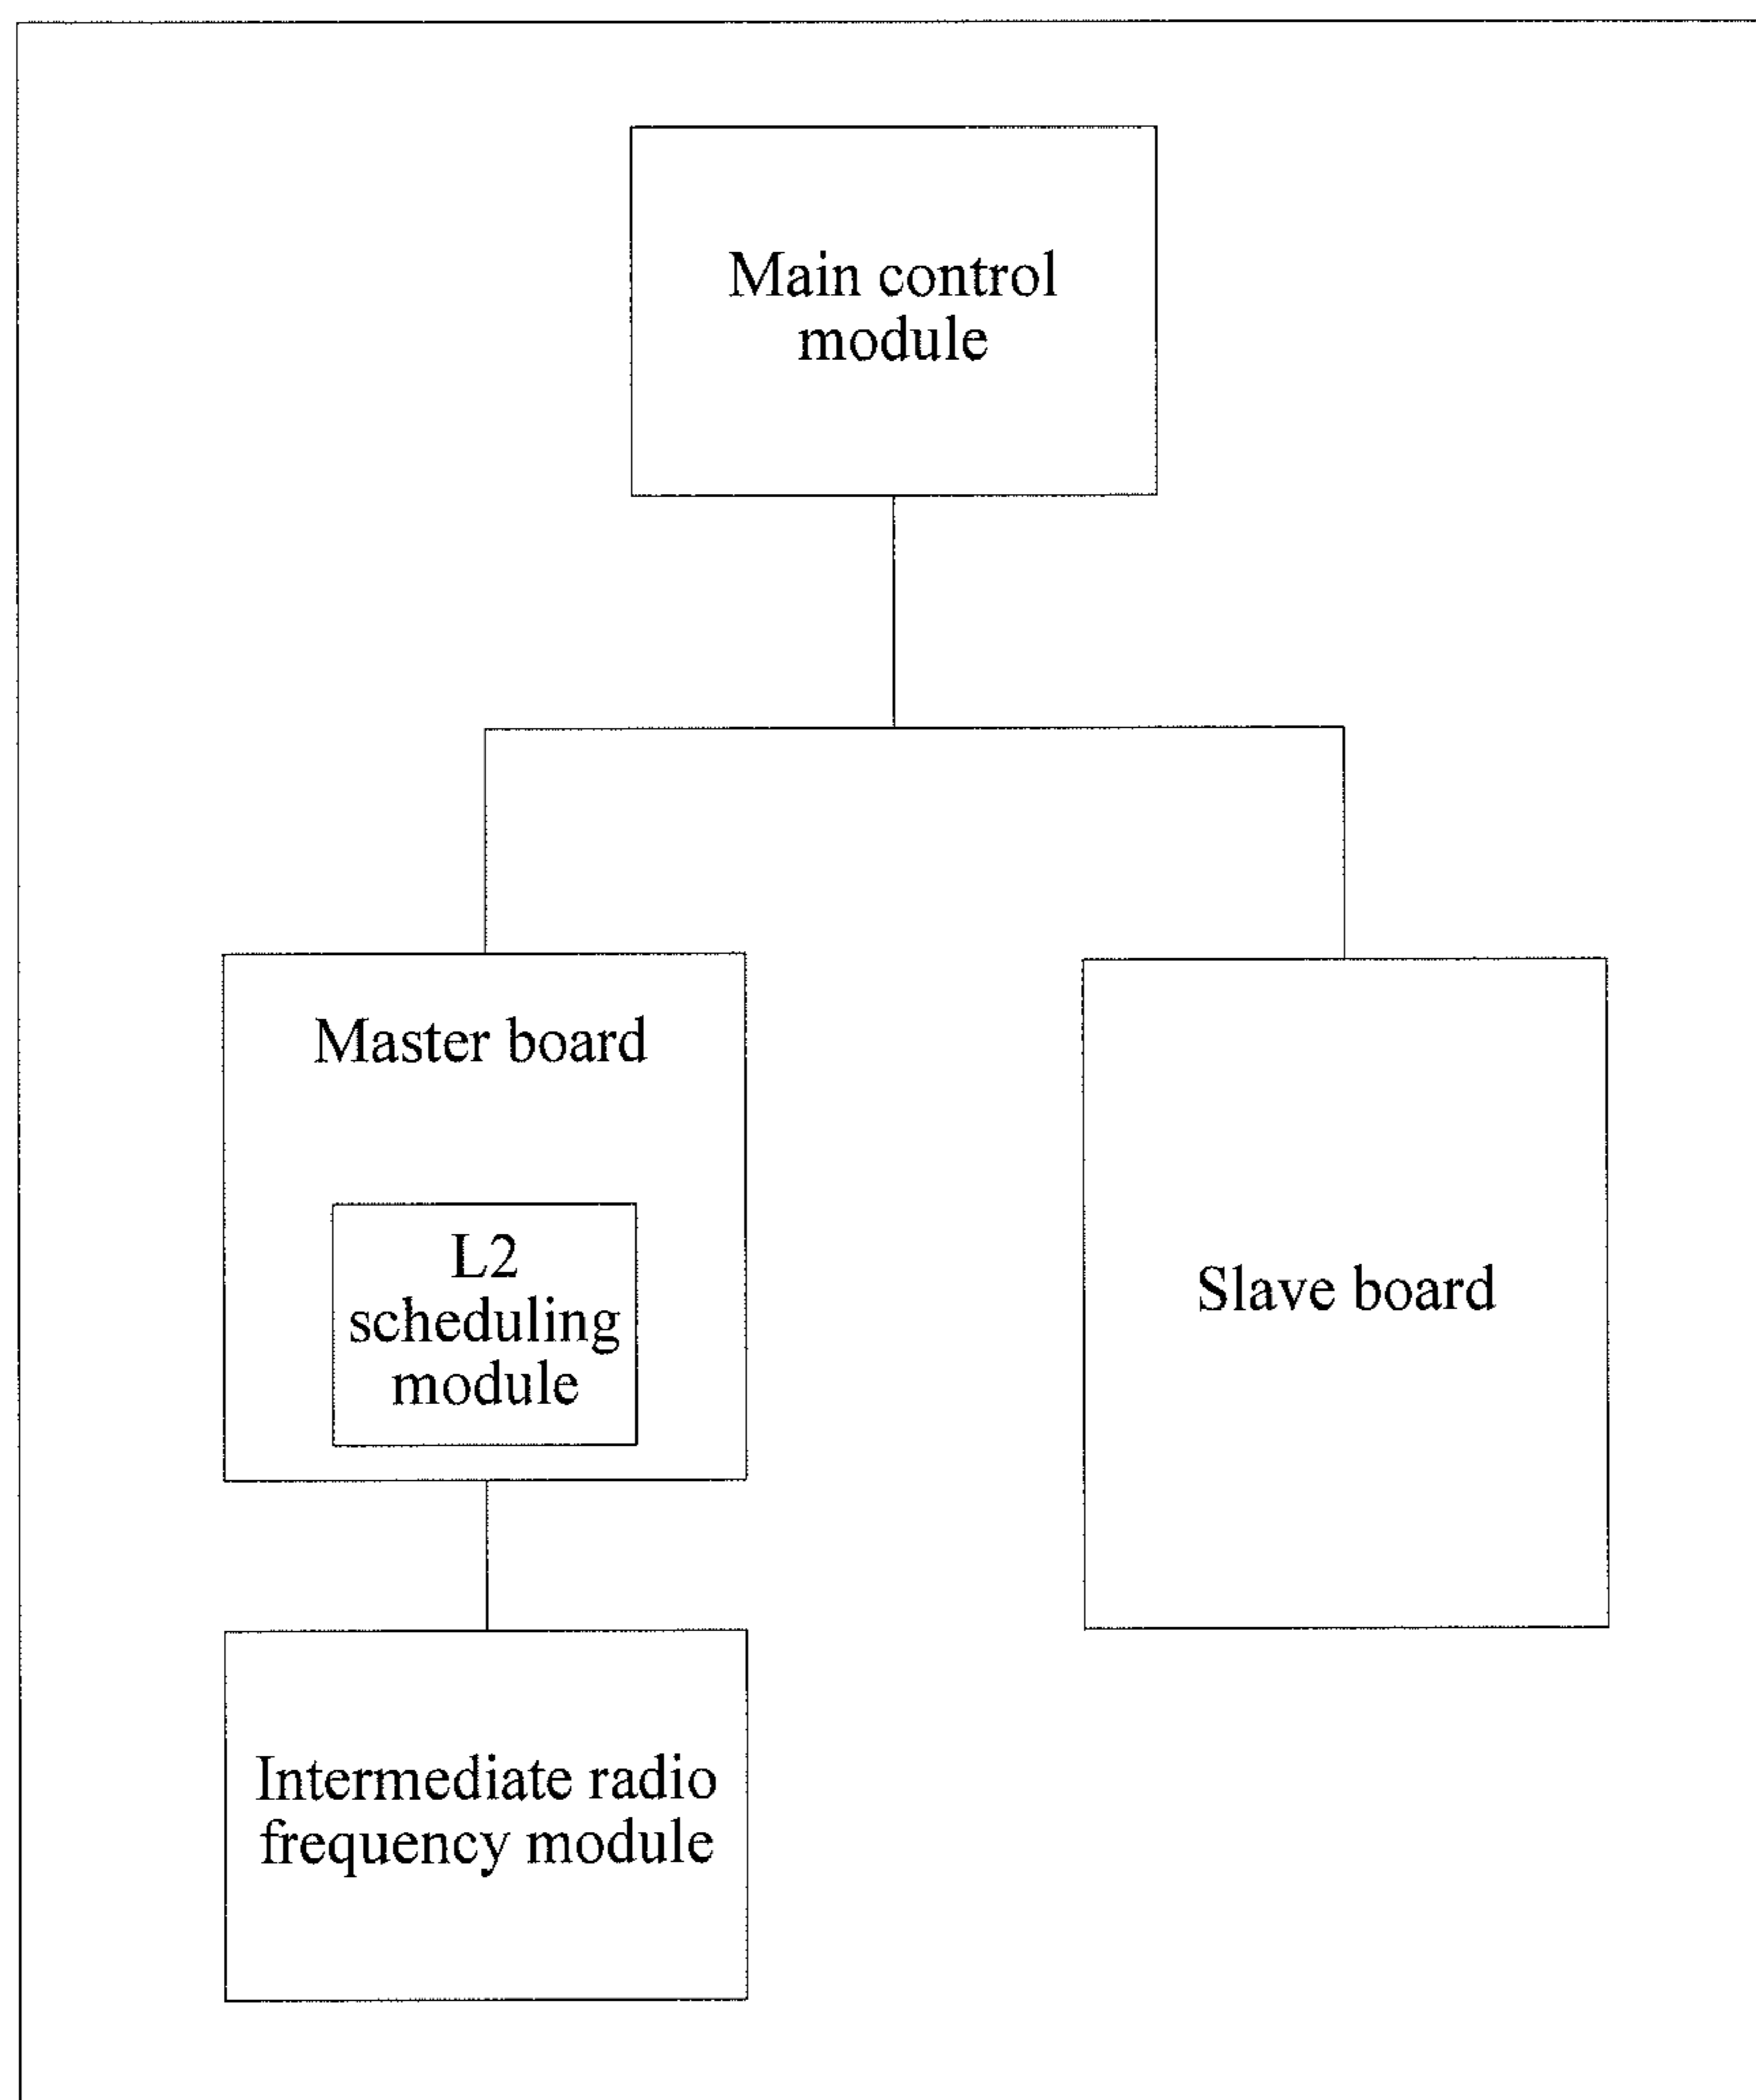 Main control
module
Master board
L2
scheduling
module
Slave board
Intermediate radio
frequency module